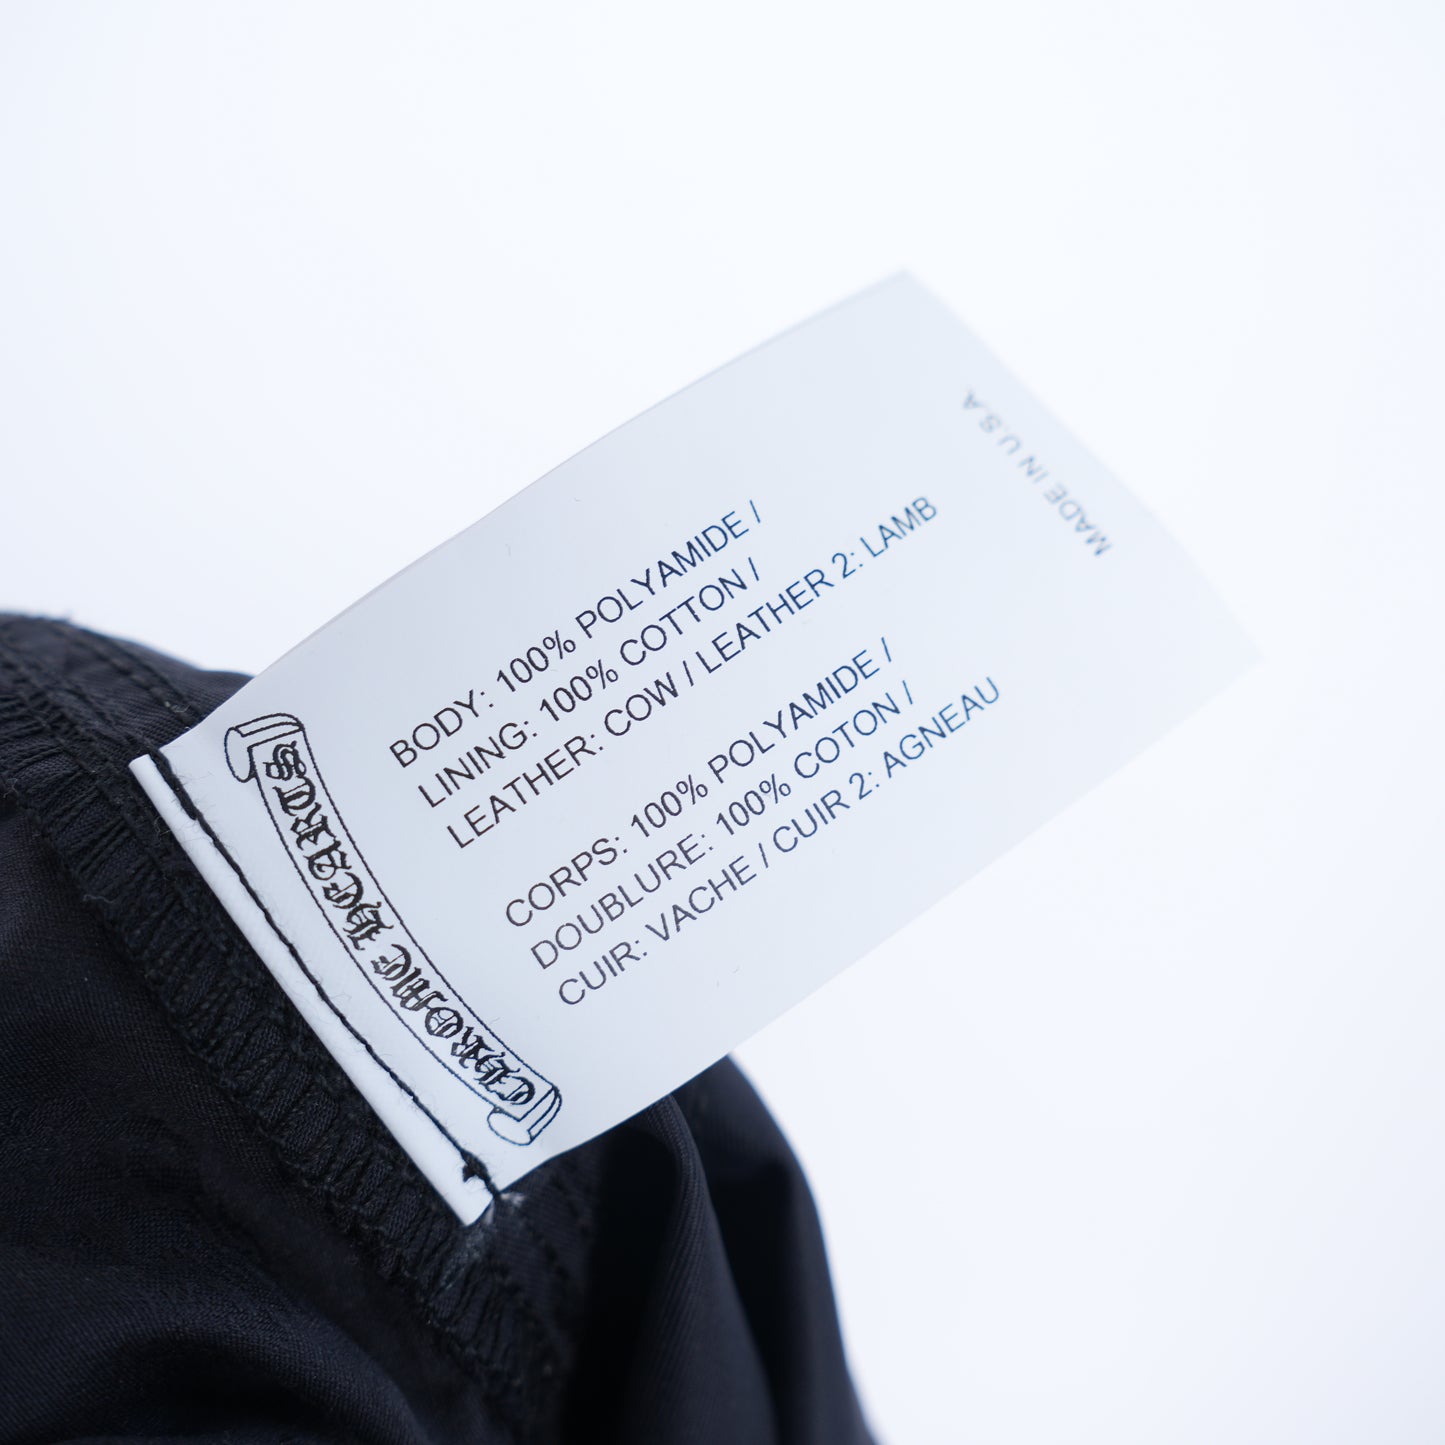 CHROME HEARTS
BODY: 100% POLYAMIDE /
LINING: 100% COTTON /
LEATHER: COW / LEATHER 2: LAMB
CORPS: 100% POLYAMIDE /
DOUBLURE: 100% COTON /
CUIR: VACHE / CUIR 2: AGNEAU
MADE IN U.S.A.